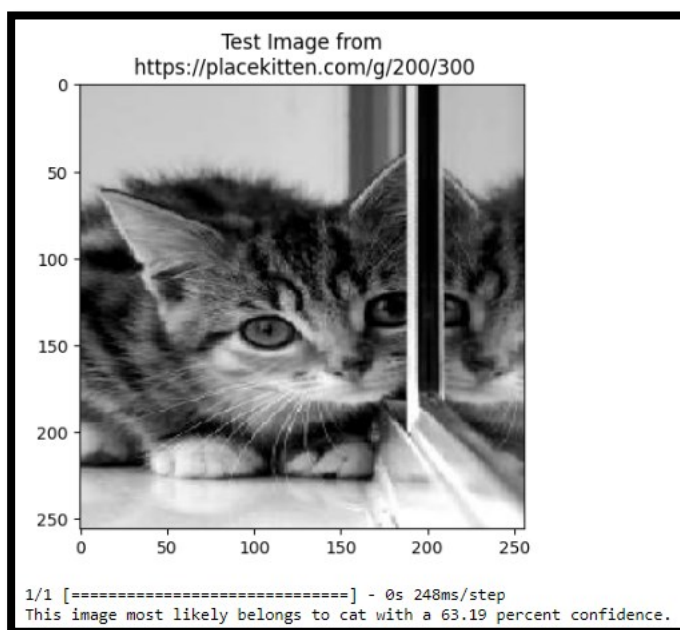 Test Image from
https://placekitten.com/g/200/300
0
50
100
150
200
250
0 50 100 150 200 250
1/1 [==============================] - 0s 248ms/step
This image most likely belongs to cat with a 63.19 percent confidence.